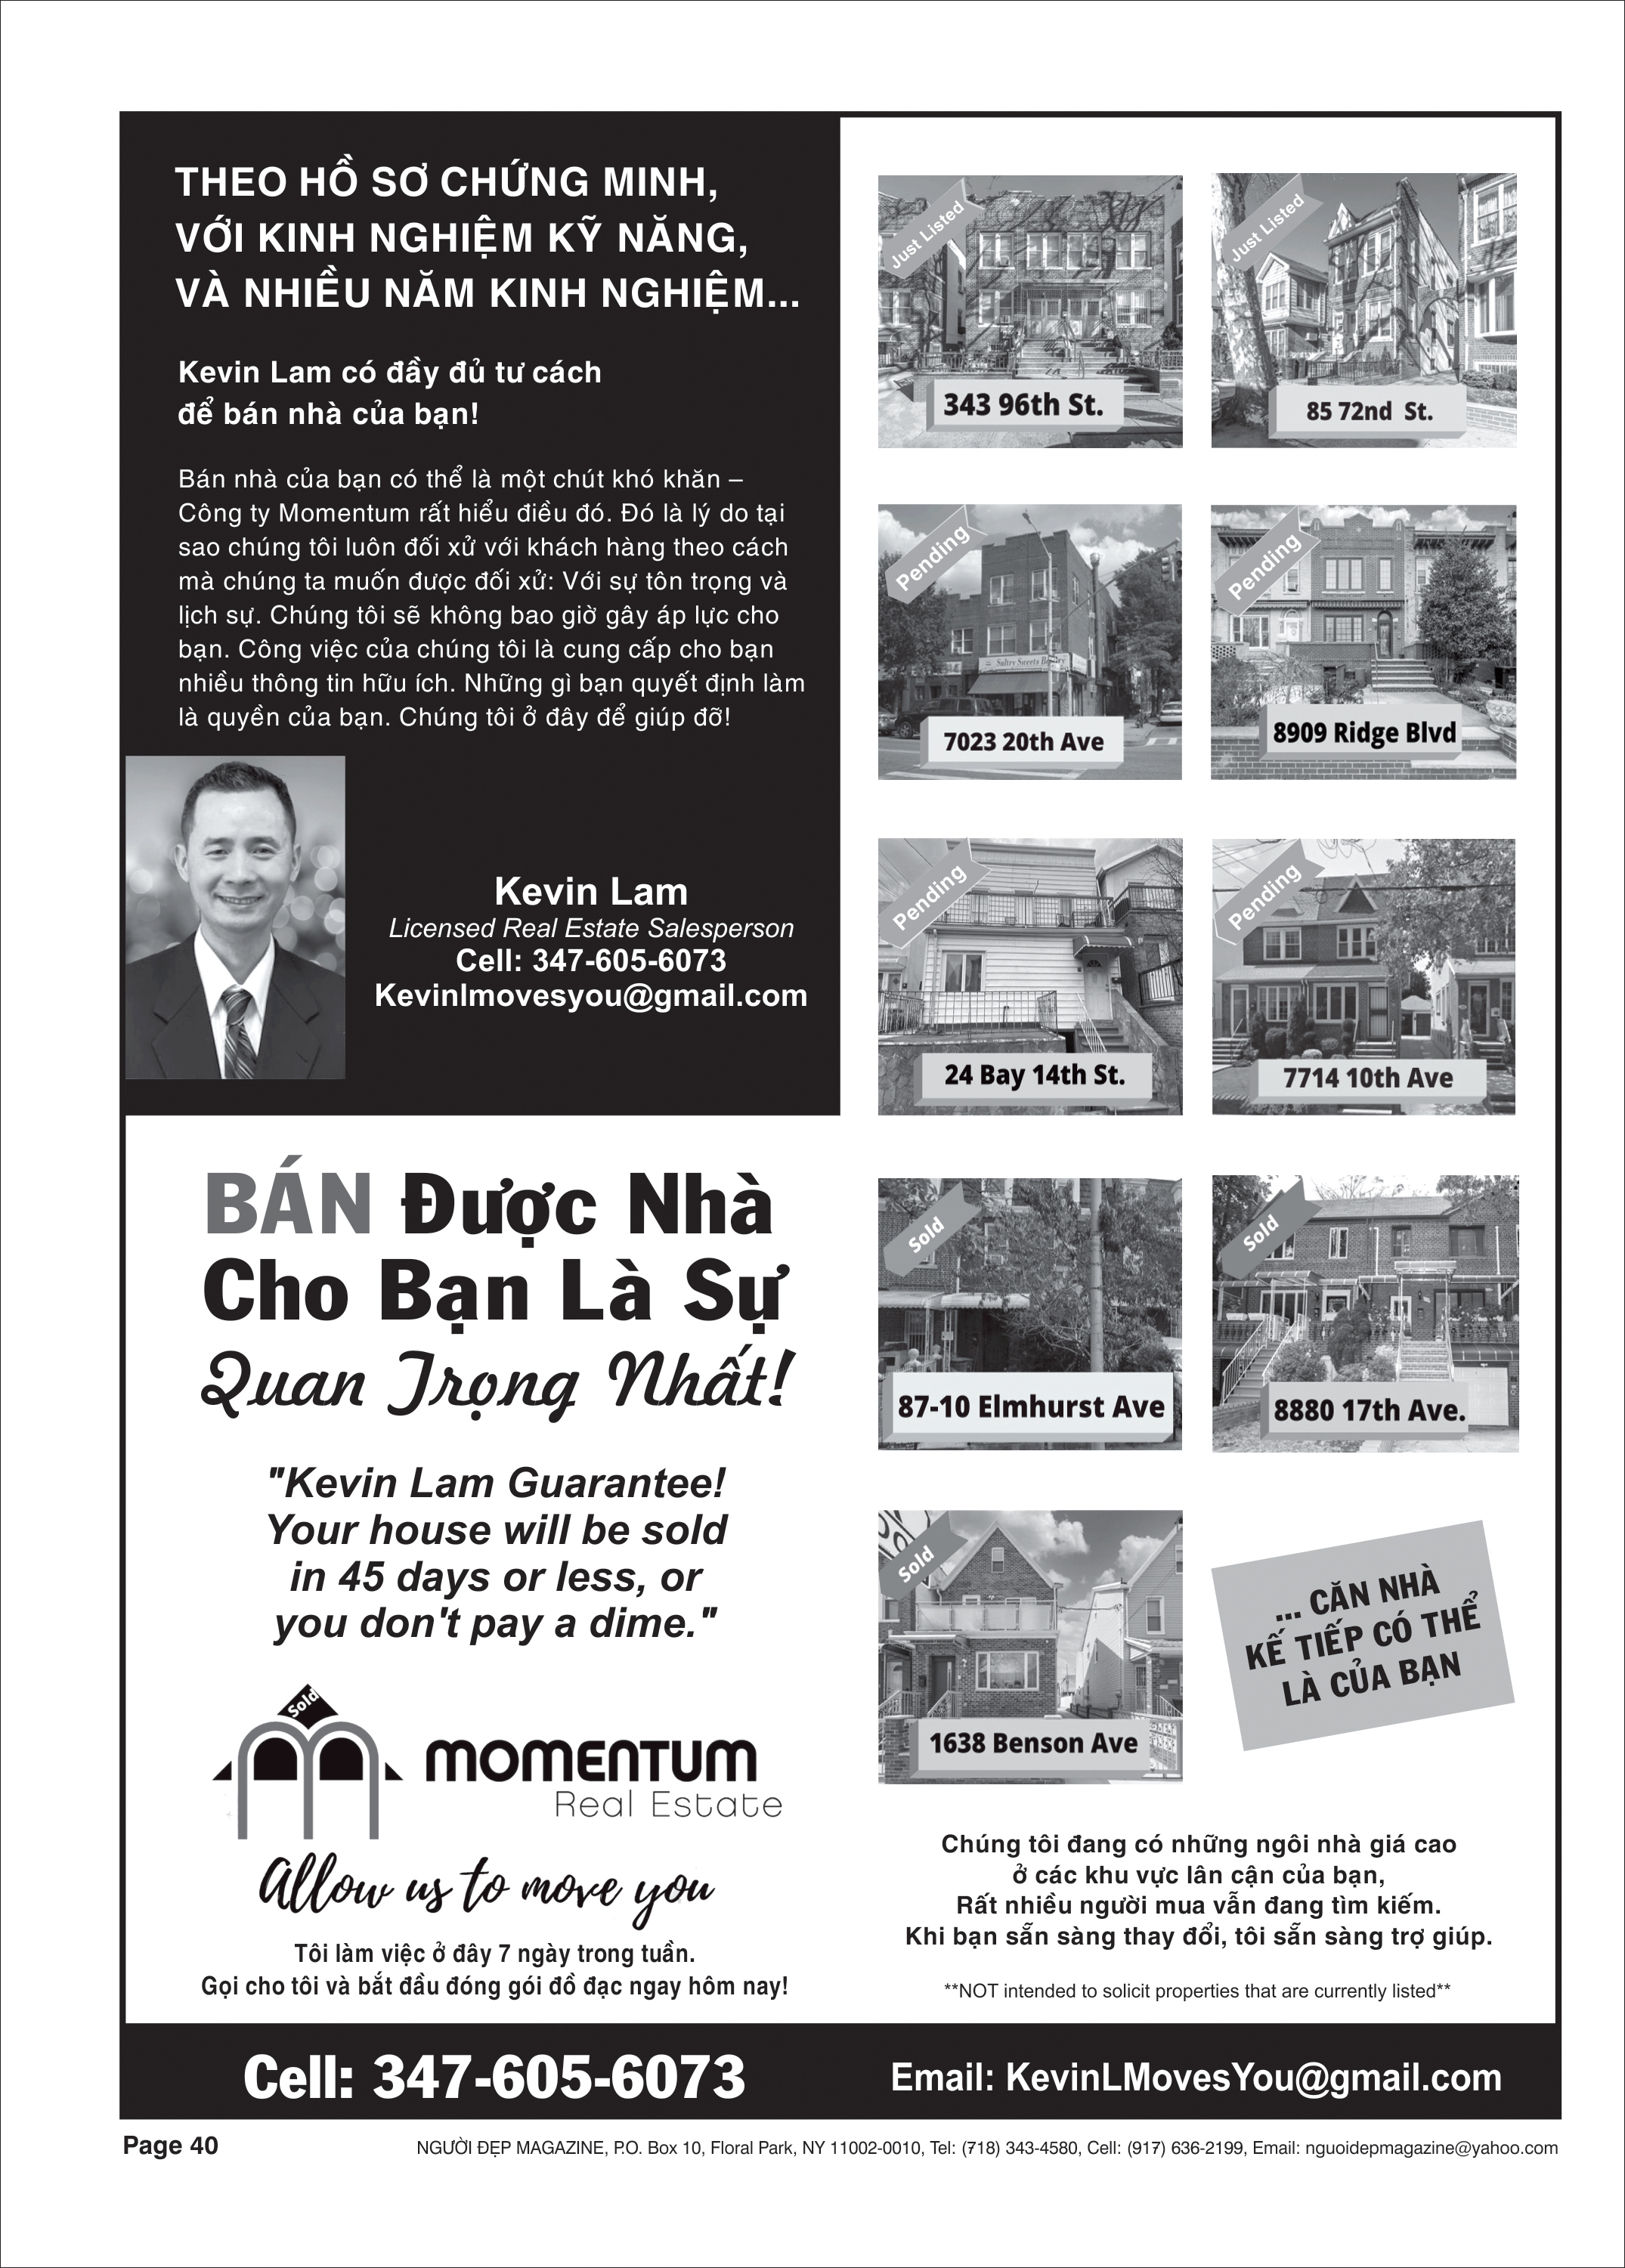 THEO HỒ SƠ CHỨNG MINH,
VỚI KINH NGHIỆM KỸ NĂNG,
VÀ NHIỀU NĂM KINH NGHIỆM...
Kevin Lam có đầy đủ tư cách
để bán nhà của bạn!
Bán nhà của bạn có thể là một chút khó khăn –
Công ty Momentum rất hiểu điều đó. Đó là lý do tại
sao chúng tôi luôn đối xử với khách hàng theo cách
mà chúng ta muốn được đối xử: Với sự tôn trọng và
lịch sự. Chúng tôi sẽ không bao giờ gây áp lực cho
bạn. Công việc của chúng tôi là cung cấp cho bạn
nhiều thông tin hữu ích. Những gì bạn quyết định làm
là quyền của bạn. Chúng tôi ở đây để giúp đỡ!
Kevin Lam
Licensed Real Estate Salesperson
Cell: 347-605-6073
Kevinlmovesyou@gmail.com
BÁN Được Nhà
Cho Bạn Là Sự
Quan Trọng Nhất!
"Kevin Lam Guarantee!
Your house will be sold
in 45 days or less, or
you don't pay a dime."
Sold
MOMENTUM
Real Estate
Allow us to move you
Tôi làm việc ở đây 7 ngày trong tuần.
Gọi cho tôi và bắt đầu đóng gói đồ đạc ngay hôm nay!
Just Listed
343 96th St.
Just Listed
85 72nd St.
Pending
Sultry Sweets Bakery
7023 20th Ave
Pending
8909 Ridge Blvd
Pending
24 Bay 14th St.
Pending
7714 10th Ave
Sold
87-10 Elmhurst Ave
Sold
8880 17th Ave.
Sold
1638 Benson Ave
... CĂN NHÀ
KẾ TIẾP CÓ THỂ
LÀ CỦA BẠN
Chúng tôi đang có những ngôi nhà giá cao
ở các khu vực lân cận của bạn,
Rất nhiều người mua vẫn đang tìm kiếm.
Khi bạn sẵn sàng thay đổi, tôi sẵn sàng trợ giúp.
**NOT intended to solicit properties that are currently listed**
Cell: 347-605-6073
Email: KevinLMovesYou@gmail.com
Page 40
NGƯỜI ĐẸP MAGAZINE, P.O. Box 10, Floral Park, NY 11002-0010, Tel: (718) 343-4580, Cell: (917) 636-2199, Email: nguoidepmagazine@yahoo.com